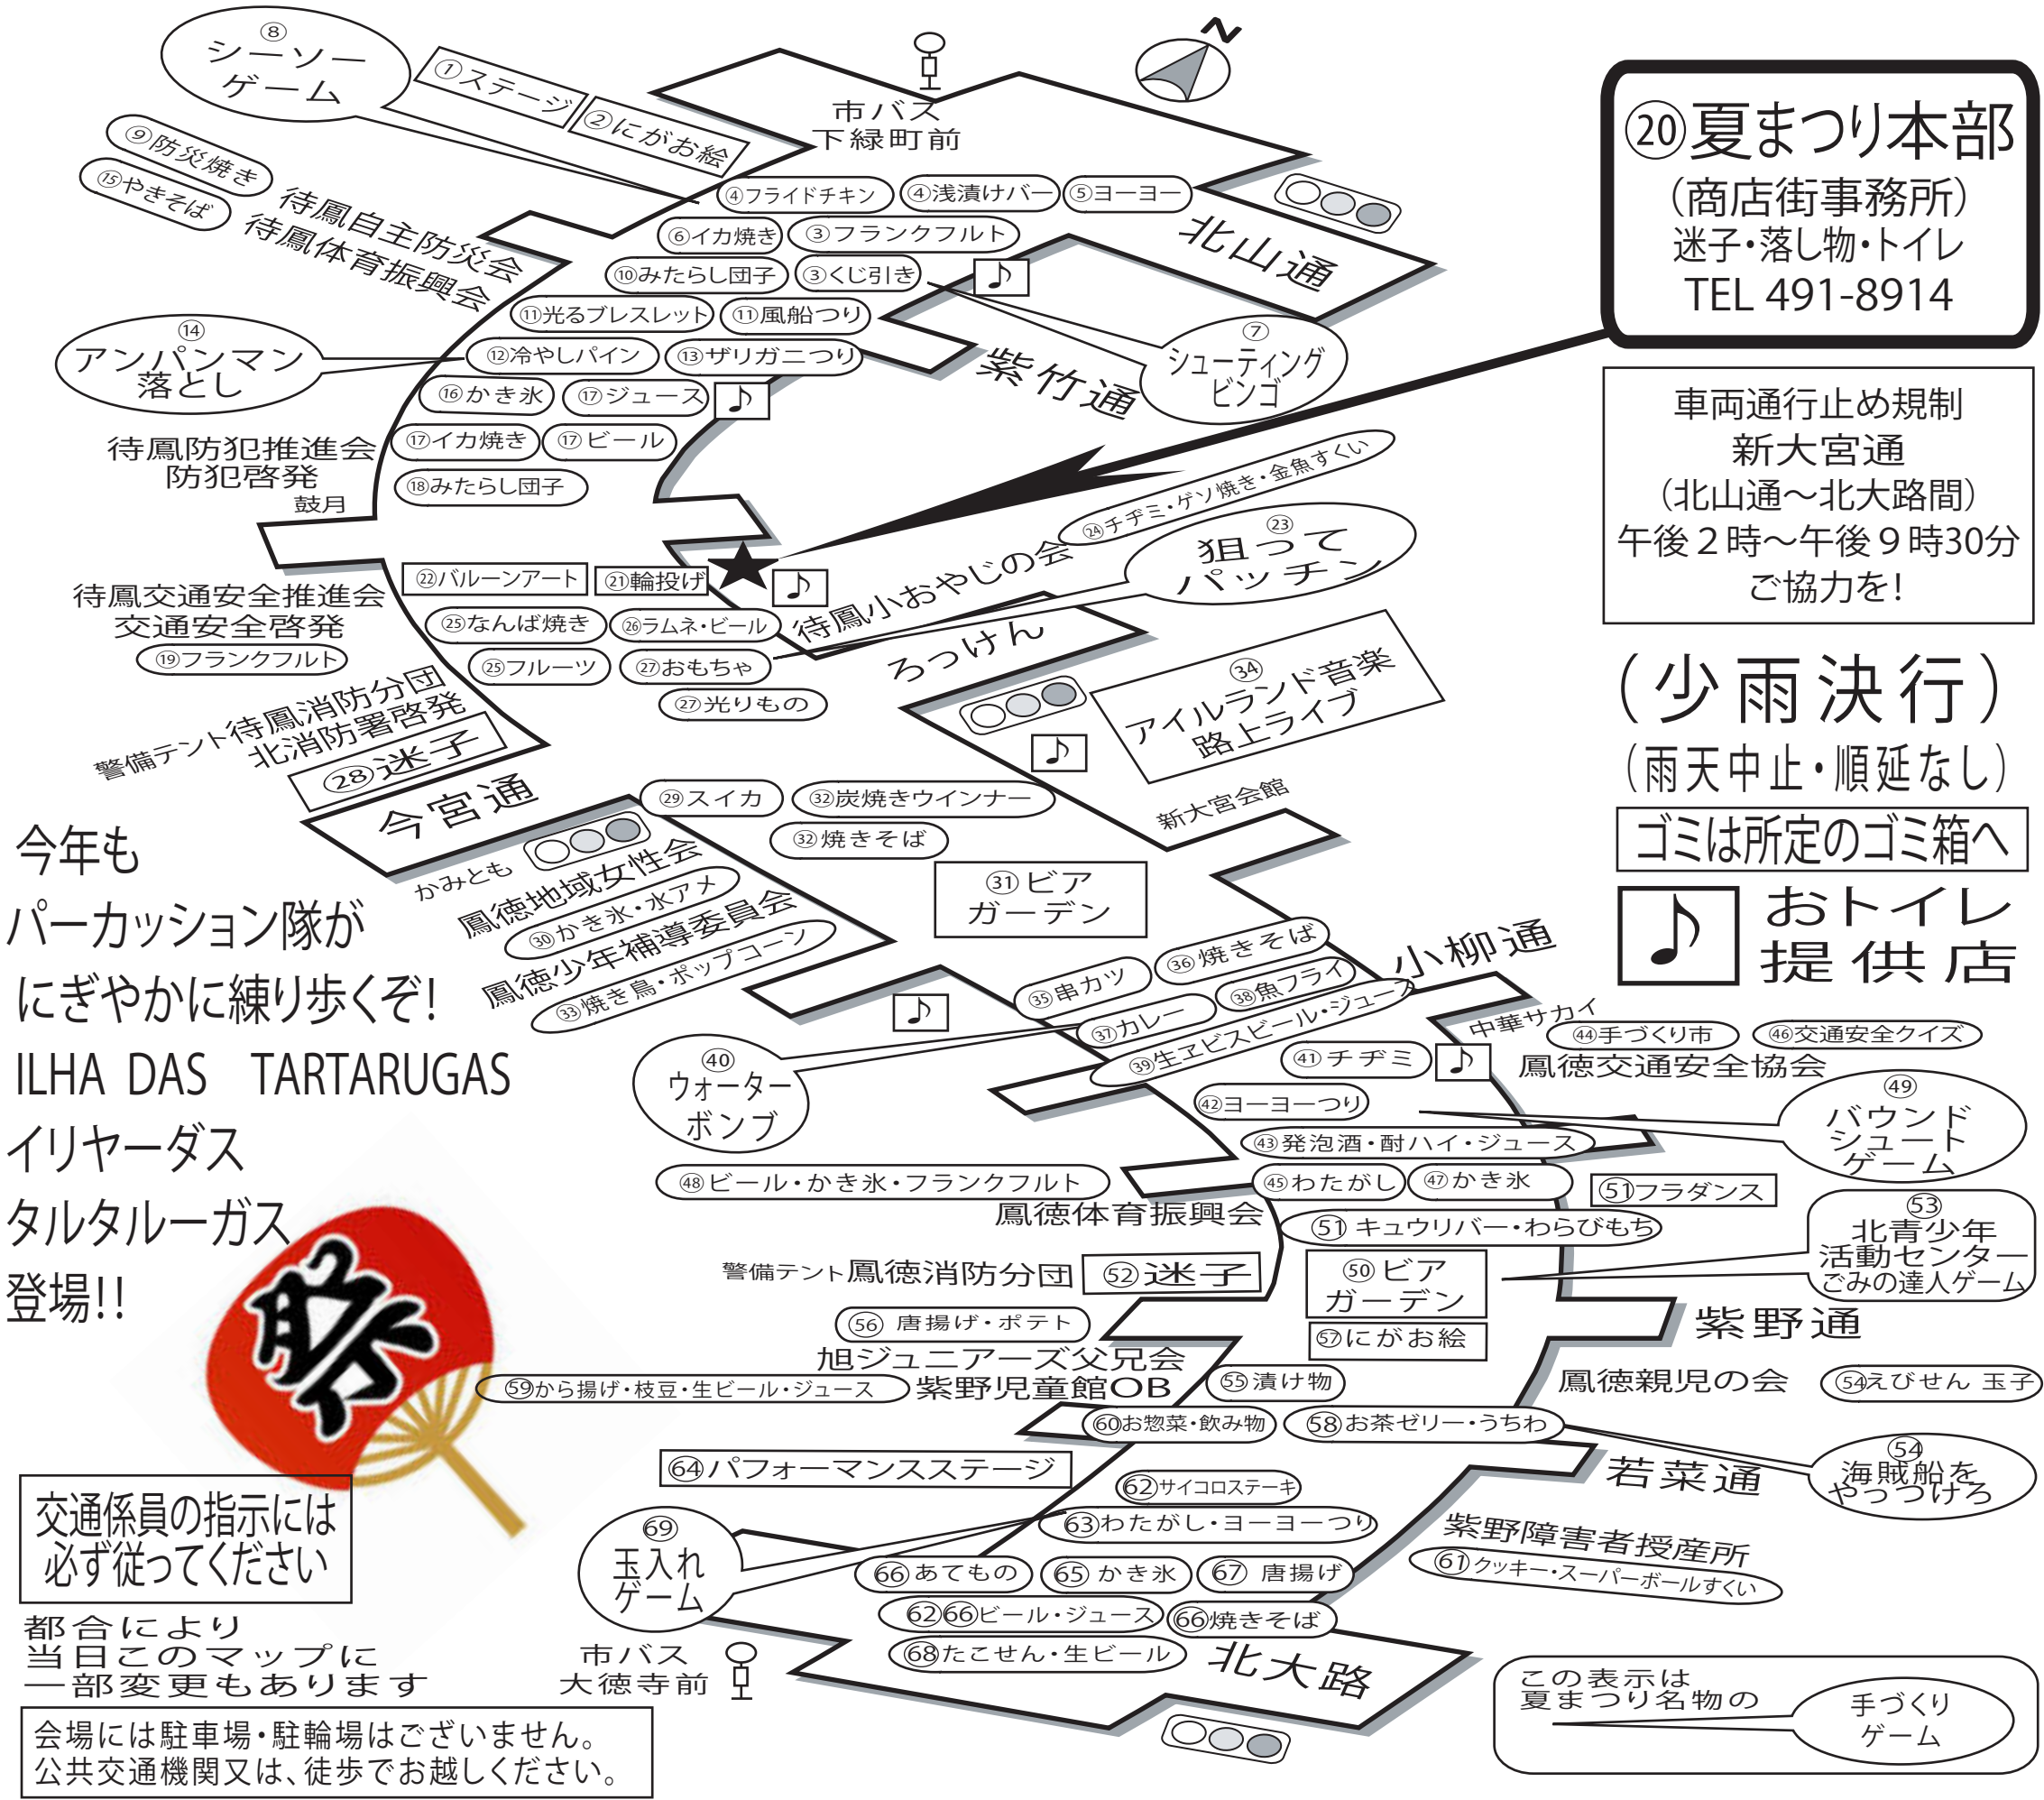 ⑧
シーソー
ゲーム
①ステージ
②にがお絵
市バス
下緑町前
N
⑨防災焼き
⑮やきそば
待鳳自主防災会
待鳳体育振興会
④フライドチキン
④浅漬けバー
⑤ヨーヨー
⑥イカ焼き
③フランクフルト
北山通
⑩みたらし団子
③くじ引き
♪
⑪光るブレスレット
⑪風船つり
⑦
シューティング
ビンゴ
⑭
アンパンマン
落とし
⑫冷やしパイン
⑬ザリガニつり
紫竹通
⑯かき氷
⑰ジュース
♪
待鳳防犯推進会
防犯啓発
⑰イカ焼き
⑰ビール
鼓月
⑱みたらし団子
⑳夏まつり本部
(商店街事務所)
迷子・落し物・トイレ
TEL 491-8914
車両通行止め規制
新大宮通
(北山通～北大路間)
午後２時～午後９時30分
ご協力を!
㉔チヂミ・ゲソ焼き・金魚すくい
待鳳小おやじの会
㉓
狙って
パッチン
待鳳交通安全推進会
交通安全啓発
⑲フランクフルト
㉒バルーンアート
㉑輪投げ
★
♪
㉕なんば焼き
㉖ラムネ・ビール
㉕フルーツ
㉗おもちゃ
㉗光りもの
ろっけん
㉞
アイルランド音楽
路上ライブ
♪
新大宮会館
警備テント待鳳消防分団
北消防署啓発
㉘迷子
今宮通
(少雨決行)
(雨天中止・順延なし)
ゴミは所定のゴミ箱へ
♪
おトイレ
提供店
㉙スイカ
㉜炭焼きウインナー
㉜焼きそば
かみとも
鳳徳地域女性会
㉚かき氷・水アメ
鳳徳少年補導委員会
㉝焼き鳥・ポップコーン
㉛ビア
ガーデン
今年も
パーカッション隊が
にぎやかに練り歩くぞ!
ILHA DAS TARTARUGAS
イリヤーダス
タルタルーガス
登場!!
祭
♪
㉟串カツ
㊱焼きそば
㊲カレー
㊳魚フライ
㊴生ヱビスビール・ジュース
小柳通
中華サカイ
㊵
ウォーター
ボンブ
㊶チヂミ
♪
㊹手づくり市
㊻交通安全クイズ
鳳徳交通安全協会
㊷ヨーヨーつり
㊾
バウンド
シュート
ゲーム
㊸発泡酒・酎ハイ・ジュース
㊽ビール・かき氷・フランクフルト
鳳徳体育振興会
㊺わたがし
㊼かき氷
51フラダンス
51キュウリバー・わらびもち
53
北青少年
活動センター
ごみの達人ゲーム
警備テント鳳徳消防分団
52迷子
㊿ビア
ガーデン
57にがお絵
紫野通
56 唐揚げ・ポテト
旭ジュニアーズ父兄会
59から揚げ・枝豆・生ビール・ジュース
紫野児童館OB
55漬け物
鳳徳親児の会
54えびせん 玉子
60お惣菜・飲み物
58お茶ゼリー・うちわ
54
海賊船を
やっつけろ
若菜通
64パフォーマンスステージ
62サイコロステーキ
63わたがし・ヨーヨーつり
紫野障害者授産所
61クッキー・スーパーボールすくい
69
玉入れ
ゲーム
66あてもの
65かき氷
67 唐揚げ
62 66ビール・ジュース
66焼きそば
68たこせん・生ビール
北大路
市バス
大徳寺前
交通係員の指示には
必ず従ってください
都合により
当日このマップに
一部変更もあります
会場には駐車場・駐輪場はございません。
公共交通機関又は、徒歩でお越しください。
この表示は
夏まつり名物の
手づくり
ゲーム